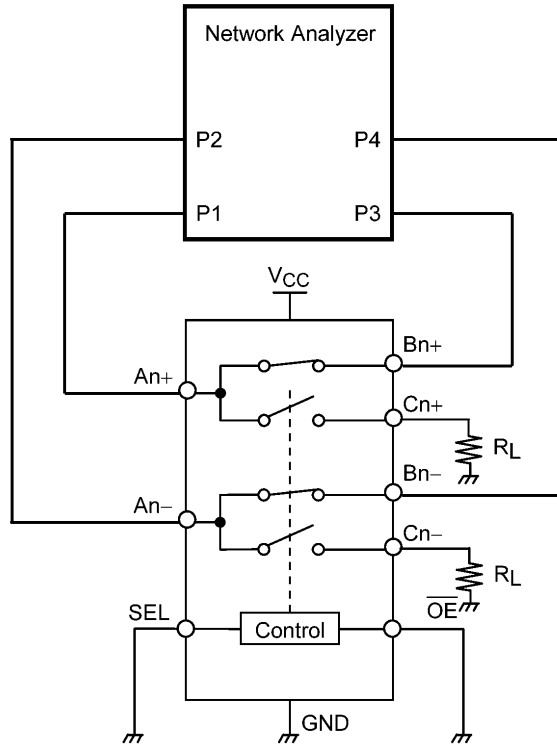 Network Analyzer
P2 P4
P1 P3
VCC
Bn+
An+
Cn+
RL
Bn−
An−
Cn−
RL
OE
SEL
Control
GND